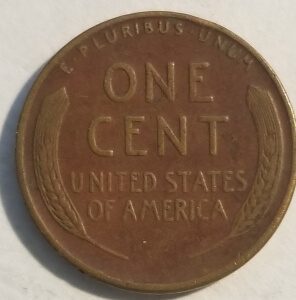 E·PLURIBUS·UNUM
ONE
CENT
UNITED STATES
OF AMERICA